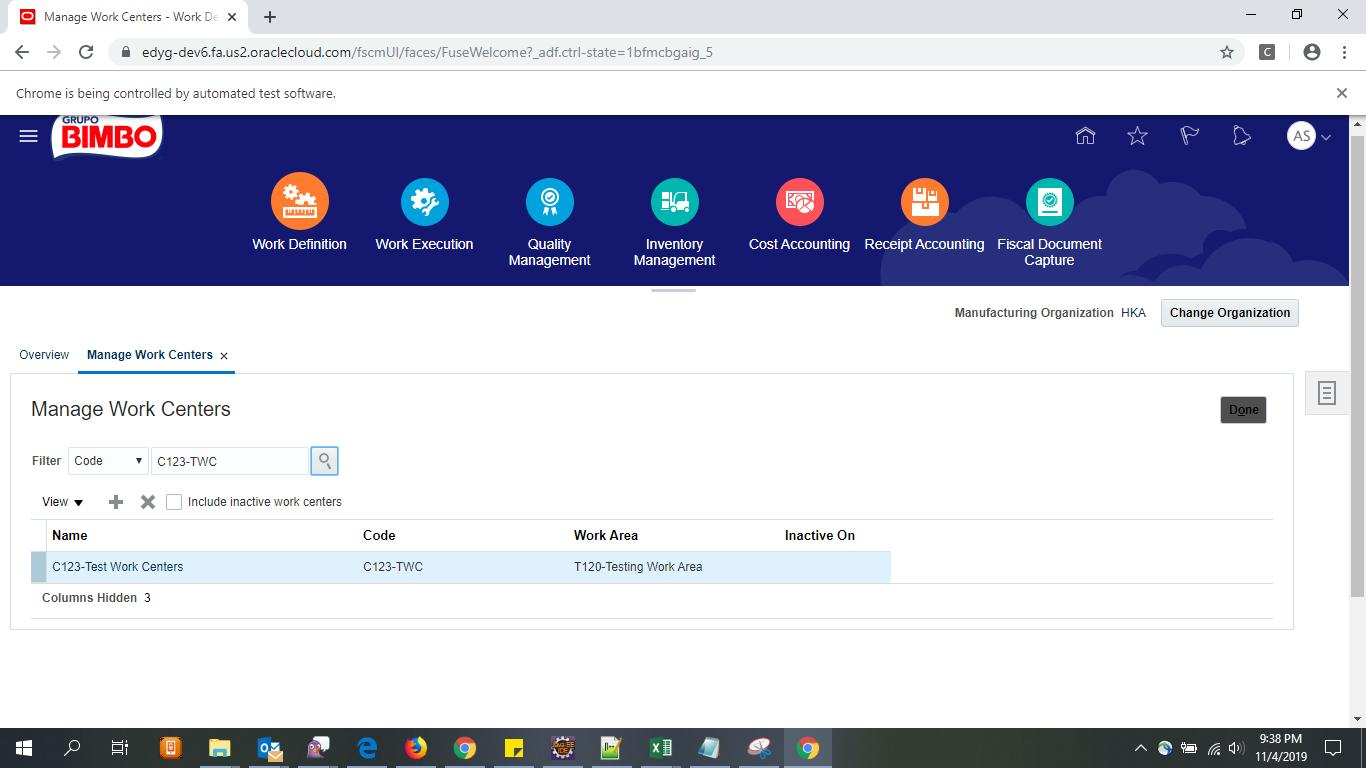 Manage Work Centers - Work De
edyg-dev6.fa.us2.oraclecloud.com/fscmUI/faces/FuseWelcome?_adf.ctrl-state=1bfmcbgaig_5
Chrome is being controlled by automated test software.
GRUPO
BIMBO
AS
Work Definition
Work Execution
Quality
Management
Inventory
Management
Cost Accounting
Receipt Accounting
Fiscal Document
Capture
Manufacturing Organization HKA
Change Organization
Overview
Manage Work Centers
Manage Work Centers
Done
Filter Code C123-TWC
View
Include inactive work centers
Name Code Work Area Inactive On
C123-Test Work Centers C123-TWC T120-Testing Work Area
Columns Hidden 3
9:38 PM
11/4/2019